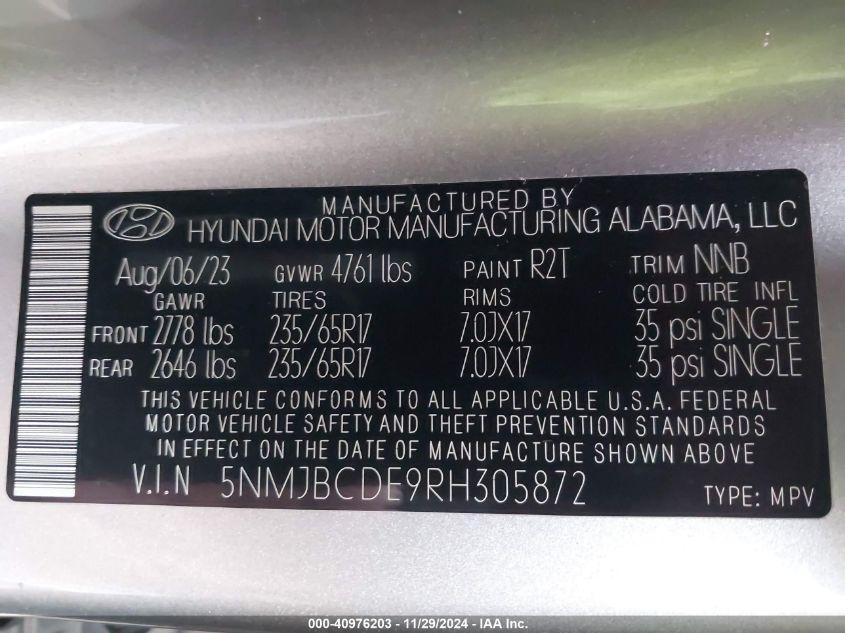 MANUFACTURED BY
HYUNDAI MOTOR MANUFACTURING ALABAMA, LLC
Aug/06/23 GVWR 4761 lbs PAINT R2T TRIM NNB
GAWR TIRES RIMS COLD TIRE INFL
FRONT 2778 lbs 235/65R17 7.0JX17 35 psi SINGLE
REAR 2646 lbs 235/65R17 7.0JX17 35 psi SINGLE
THIS VEHICLE CONFORMS TO ALL APPLICABLE U.S.A. FEDERAL
MOTOR VEHICLE SAFETY AND THEFT PREVENTION STANDARDS
IN EFFECT ON THE DATE OF MANUFACTURE SHOWN ABOVE
V.I.N 5NMJBCDE9RH305872 TYPE: MPV
000-40976203 - 11/29/2024 - IAA Inc.